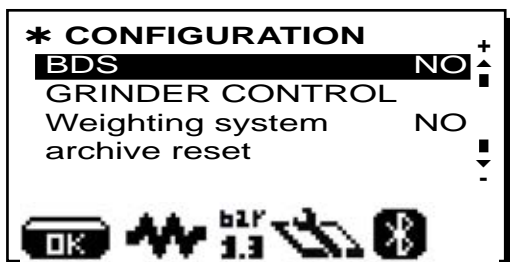 * CONFIGURATION
+
BDS NO
GRINDER CONTROL
Weighting system NO
archive reset
-
OK bar 1.3